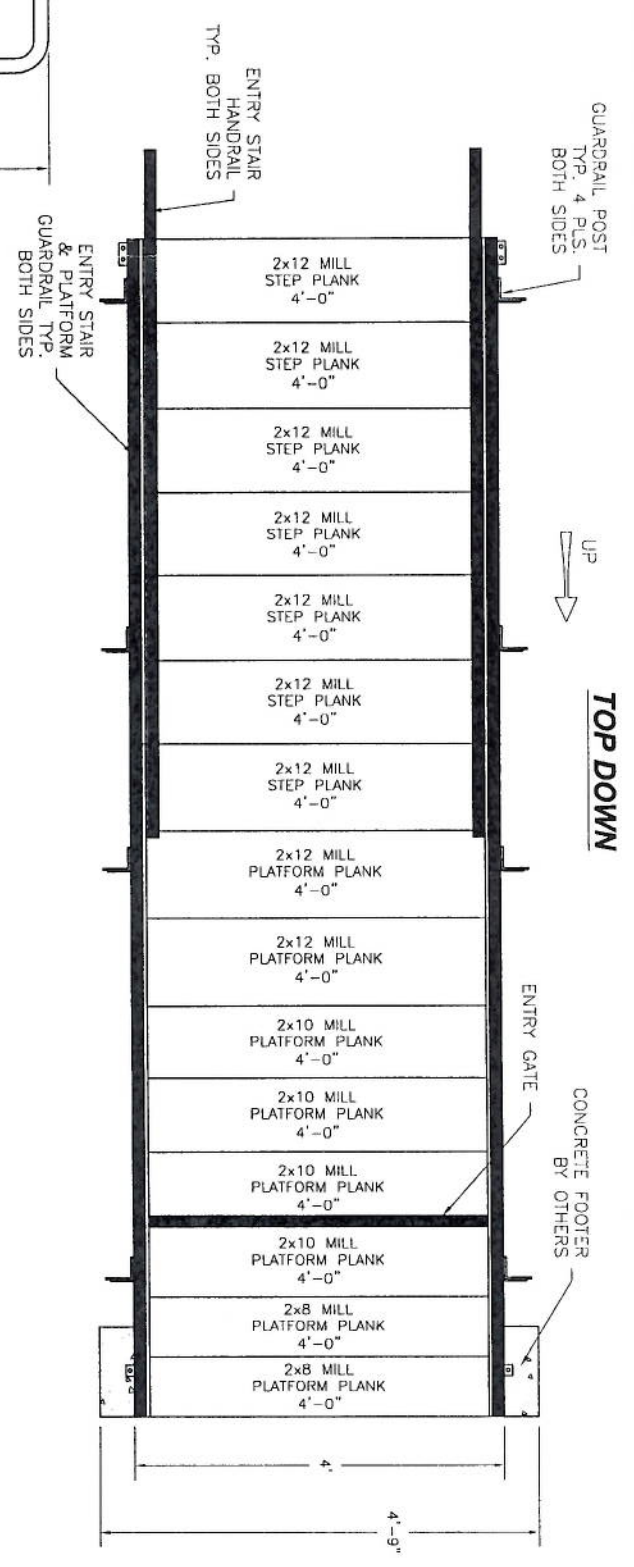 GUARDRAIL POST
TYP. 4 PLS.
BOTH SIDES
ENTRY STAIR
HANDRAIL
TYP. BOTH SIDES
ENTRY STAIR
& PLATFORM
GUARDRAIL TYP.
BOTH SIDES
UP
TOP DOWN
2x12 MILL
STEP PLANK
4'-0"
2x12 MILL
STEP PLANK
4'-0"
2x12 MILL
STEP PLANK
4'-0"
2x12 MILL
STEP PLANK
4'-0"
2x12 MILL
STEP PLANK
4'-0"
2x12 MILL
STEP PLANK
4'-0"
2x12 MILL
STEP PLANK
4'-0"
2x12 MILL
PLATFORM PLANK
4'-0"
2x12 MILL
PLATFORM PLANK
4'-0"
2x10 MILL
PLATFORM PLANK
4'-0"
2x10 MILL
PLATFORM PLANK
4'-0"
2x10 MILL
PLATFORM PLANK
4'-0"
2x10 MILL
PLATFORM PLANK
4'-0"
2x8 MILL
PLATFORM PLANK
4'-0"
2x8 MILL
PLATFORM PLANK
4'-0"
ENTRY GATE
CONCRETE FOOTER
BY OTHERS
4'
4'-9"